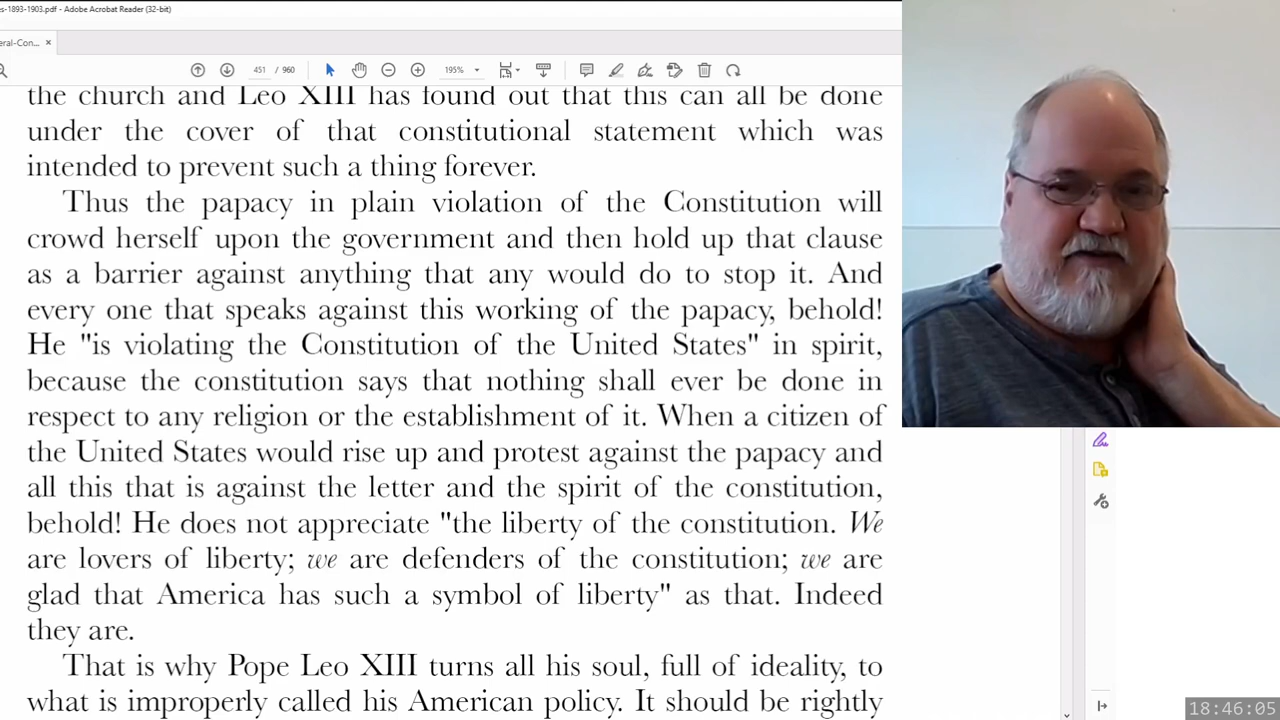 s-1893-1903.pdf - Adobe Acrobat Reader (32-bit)
eral-Con... ×
451 / 960
195%
the church and Leo XIII has found out that this can all be done
under the cover of that constitutional statement which was
intended to prevent such a thing forever.
Thus the papacy in plain violation of the Constitution will
crowd herself upon the government and then hold up that clause
as a barrier against anything that any would do to stop it. And
every one that speaks against this working of the papacy, behold!
He "is violating the Constitution of the United States" in spirit,
because the constitution says that nothing shall ever be done in
respect to any religion or the establishment of it. When a citizen of
the United States would rise up and protest against the papacy and
all this that is against the letter and the spirit of the constitution,
behold! He does not appreciate "the liberty of the constitution. We
are lovers of liberty; we are defenders of the constitution; we are
glad that America has such a symbol of liberty" as that. Indeed
they are.
That is why Pope Leo XIII turns all his soul, full of ideality, to
what is improperly called his American policy. It should be rightly
18:46:05